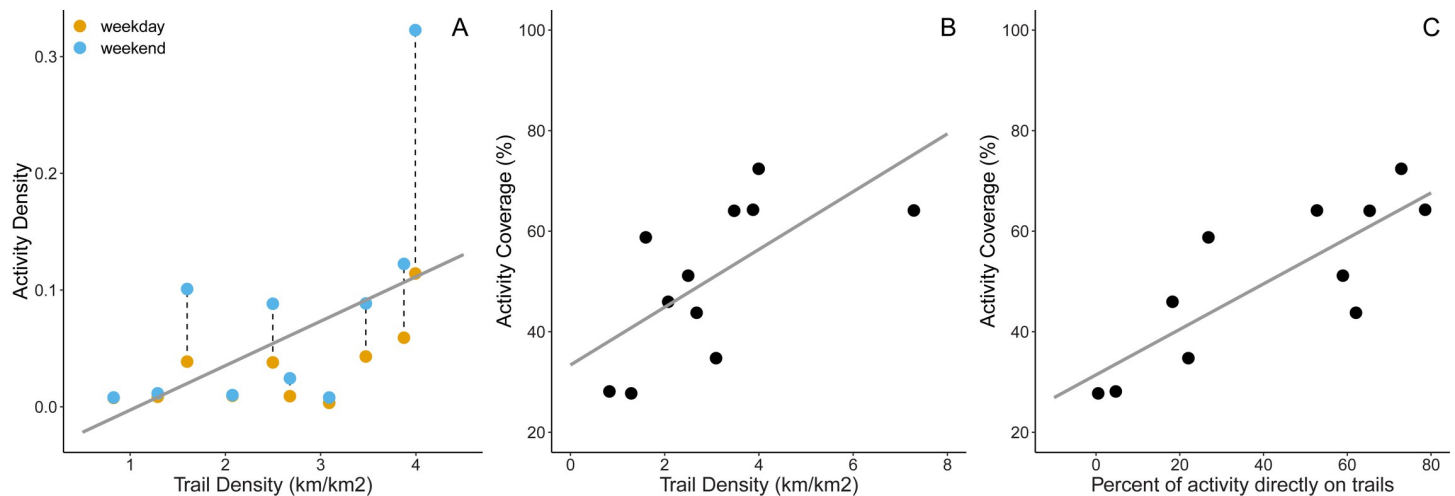 A
weekday
weekend
0.3
0.2
0.1
0.0
Activity Density
1 2 3 4
Trail Density (km/km2)
B
100
80
60
40
20
Activity Coverage (%)
0 2 4 6 8
Trail Density (km/km2)
C
100
80
60
40
20
Activity Coverage (%)
0 20 40 60 80
Percent of activity directly on trails